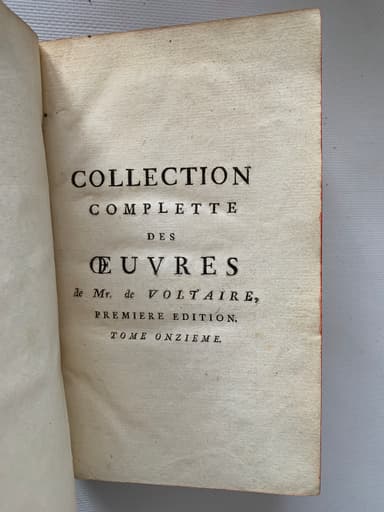 COLLECTION
COMPLETTE
DES
ŒUVRES
de Mr. de VOLTAIRE,
PREMIERE EDITION.
TOME ONZIEME.